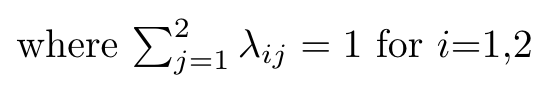 where $\sum_{j=1}^{2} \lambda_{ij} = 1$ for $i$=1,2